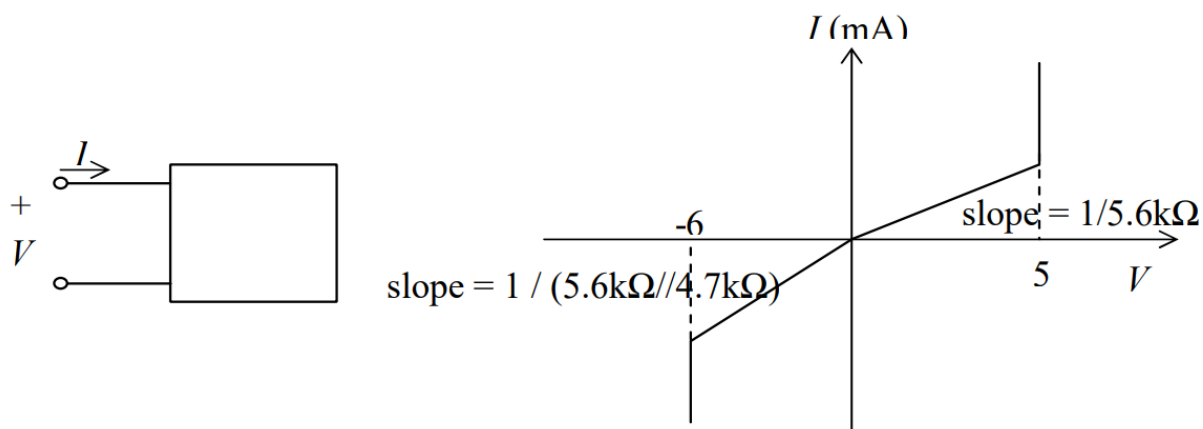 I (mA)
I
+
V
-6
slope = 1/5.6kΩ
slope = 1 / (5.6kΩ//4.7kΩ)
5
V